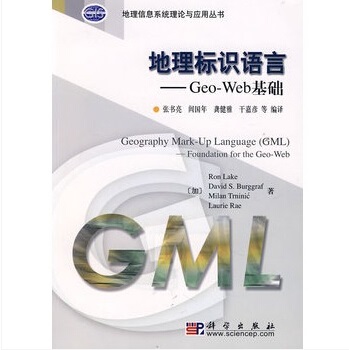 地理信息系统理论与应用丛书
地理标识语言
——Geo-Web基础
张书亮 闾国年 龚健雅 干嘉彦 等 编译
Geography Mark-Up Language (GML)
— Foundation for the Geo-Web
Ron Lake
〔加〕 David S. Burggraf 著
Milan Trninić
Laurie Rae
GML
科学出版社
www.sciencep.com